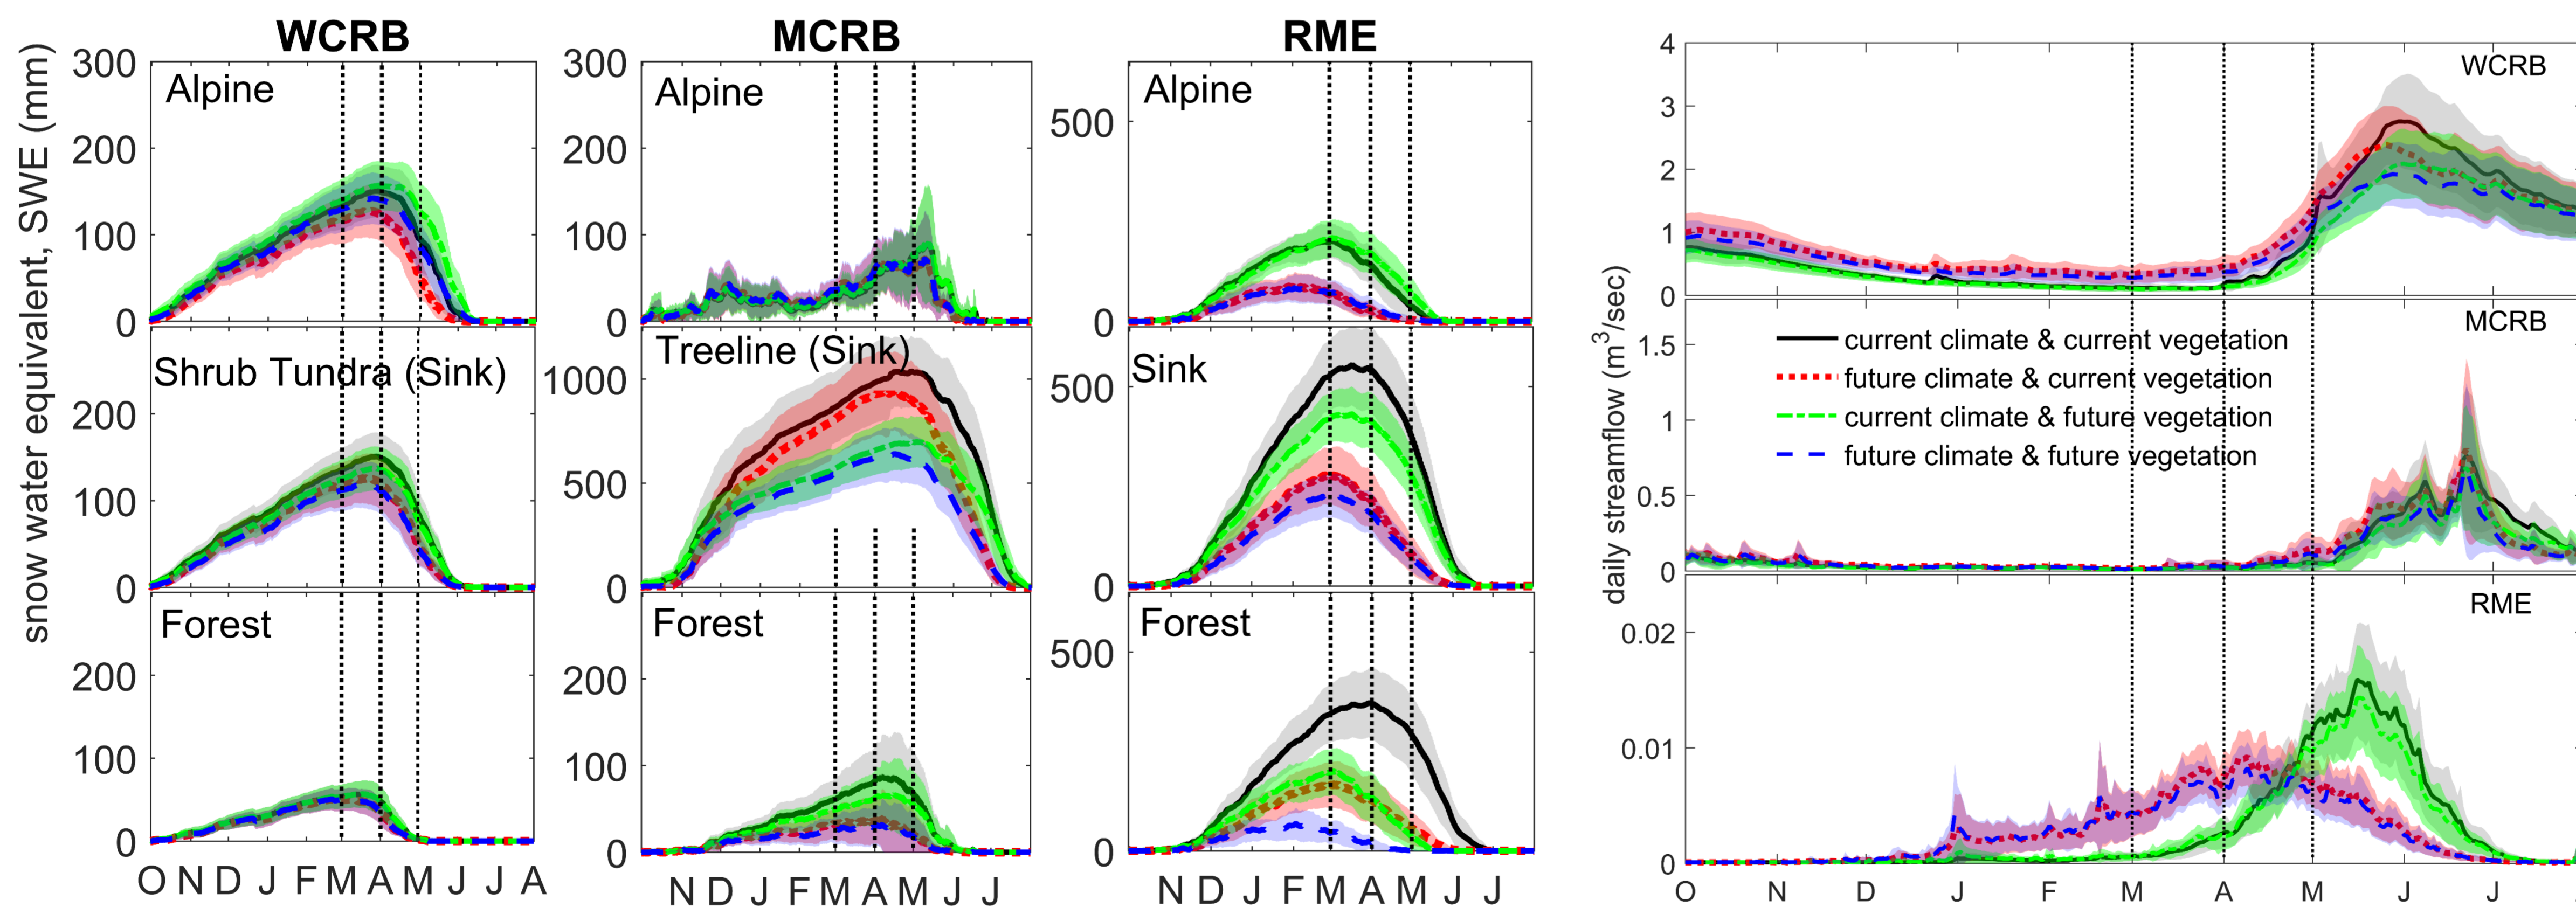 WCRB MCRB RME
snow water equivalent, SWE (mm)
300
Alpine
200
100
0
Shrub Tundra (Sink)
200
100
0
Forest
200
100
0
O N D J F M A M J J A
300
Alpine
200
100
0
Treeline (Sink)
1000
500
0
Forest
200
100
0
N D J F M A M J J
Alpine
500
0
Sink
500
0
Forest
500
0
N D J F M A M J J
daily streamflow (m3/sec)
4
WCRB
3
2
1
0
MCRB
1.5
current climate & current vegetation
future climate & current vegetation
1
current climate & future vegetation
future climate & future vegetation
0.5
0
RME
0.02
0.01
0
O N D J F M A M J J